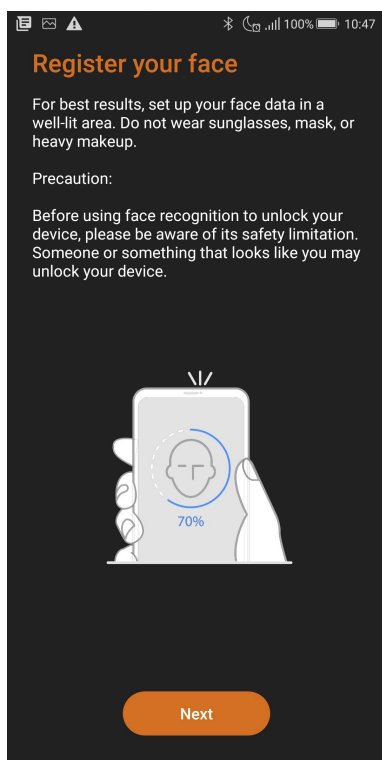 100% 10:47
Register your face
For best results, set up your face data in a
well-lit area. Do not wear sunglasses, mask, or
heavy makeup.
Precaution:
Before using face recognition to unlock your
device, please be aware of its safety limitation.
Someone or something that looks like you may
unlock your device.
70%
Next